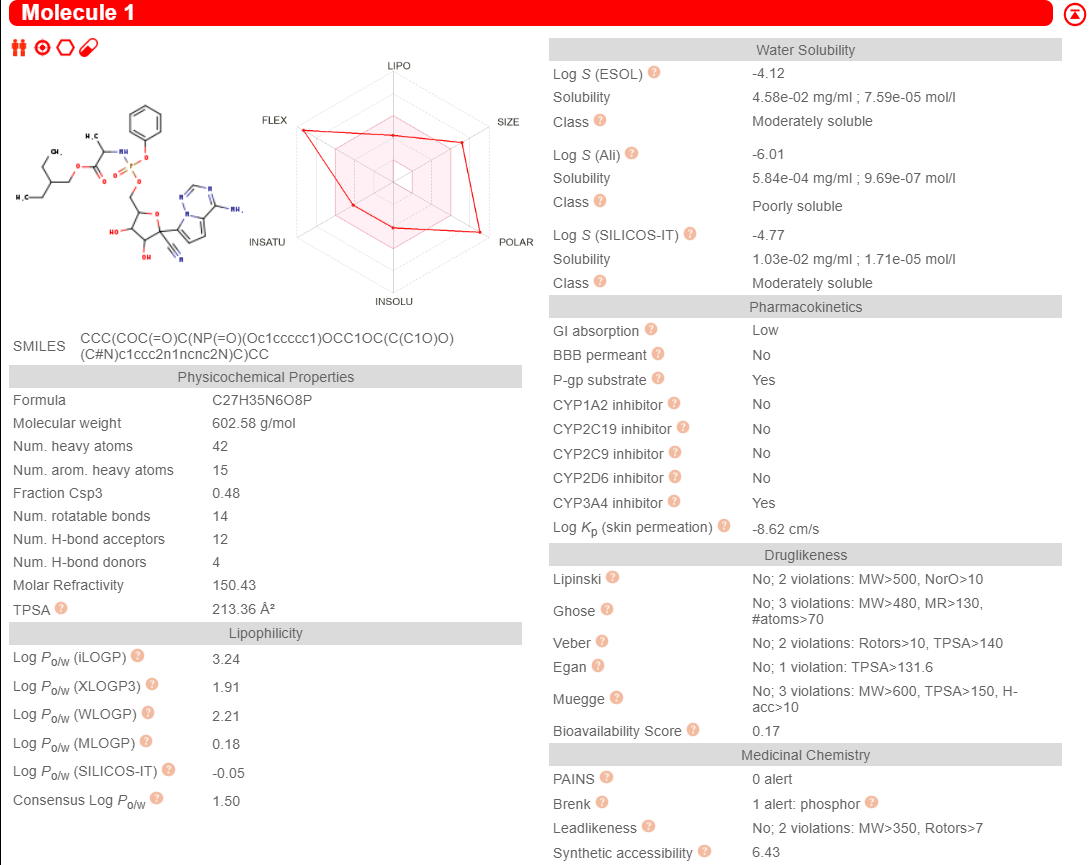 Molecule 1
LIPO
FLEX
SIZE
INSATU
POLAR
INSOLU
SMILES CCC(COC(=O)C(NP(=O)(Oc1ccccc1)OCC1OC(C(C1O)O)
(C#N)c1ccc2n1ncnc2N)C)CC
Physicochemical Properties
Formula C27H35N6O8P
Molecular weight 602.58 g/mol
Num. heavy atoms 42
Num. arom. heavy atoms 15
Fraction Csp3 0.48
Num. rotatable bonds 14
Num. H-bond acceptors 12
Num. H-bond donors 4
Molar Refractivity 150.43
TPSA ? 213.36 Å²
Lipophilicity
Log Po/w (iLOGP) ? 3.24
Log Po/w (XLOGP3) ? 1.91
Log Po/w (WLOGP) ? 2.21
Log Po/w (MLOGP) ? 0.18
Log Po/w (SILICOS-IT) ? -0.05
Consensus Log Po/w ? 1.50
Water Solubility
Log S (ESOL) ? -4.12
Solubility 4.58e-02 mg/ml ; 7.59e-05 mol/l
Class ? Moderately soluble
Log S (Ali) ? -6.01
Solubility 5.84e-04 mg/ml ; 9.69e-07 mol/l
Class ? Poorly soluble
Log S (SILICOS-IT) ? -4.77
Solubility 1.03e-02 mg/ml ; 1.71e-05 mol/l
Class ? Moderately soluble
Pharmacokinetics
GI absorption ? Low
BBB permeant ? No
P-gp substrate ? Yes
CYP1A2 inhibitor ? No
CYP2C19 inhibitor ? No
CYP2C9 inhibitor ? No
CYP2D6 inhibitor ? No
CYP3A4 inhibitor ? Yes
Log Kp (skin permeation) ? -8.62 cm/s
Druglikeness
Lipinski ? No; 2 violations: MW>500, NorO>10
Ghose ? No; 3 violations: MW>480, MR>130,
#atoms>70
Veber ? No; 2 violations: Rotors>10, TPSA>140
Egan ? No; 1 violation: TPSA>131.6
Muegge ? No; 3 violations: MW>600, TPSA>150, H-
acc>10
Bioavailability Score ? 0.17
Medicinal Chemistry
PAINS ? 0 alert
Brenk ? 1 alert: phosphor ?
Leadlikeness ? No; 2 violations: MW>350, Rotors>7
Synthetic accessibility ? 6.43